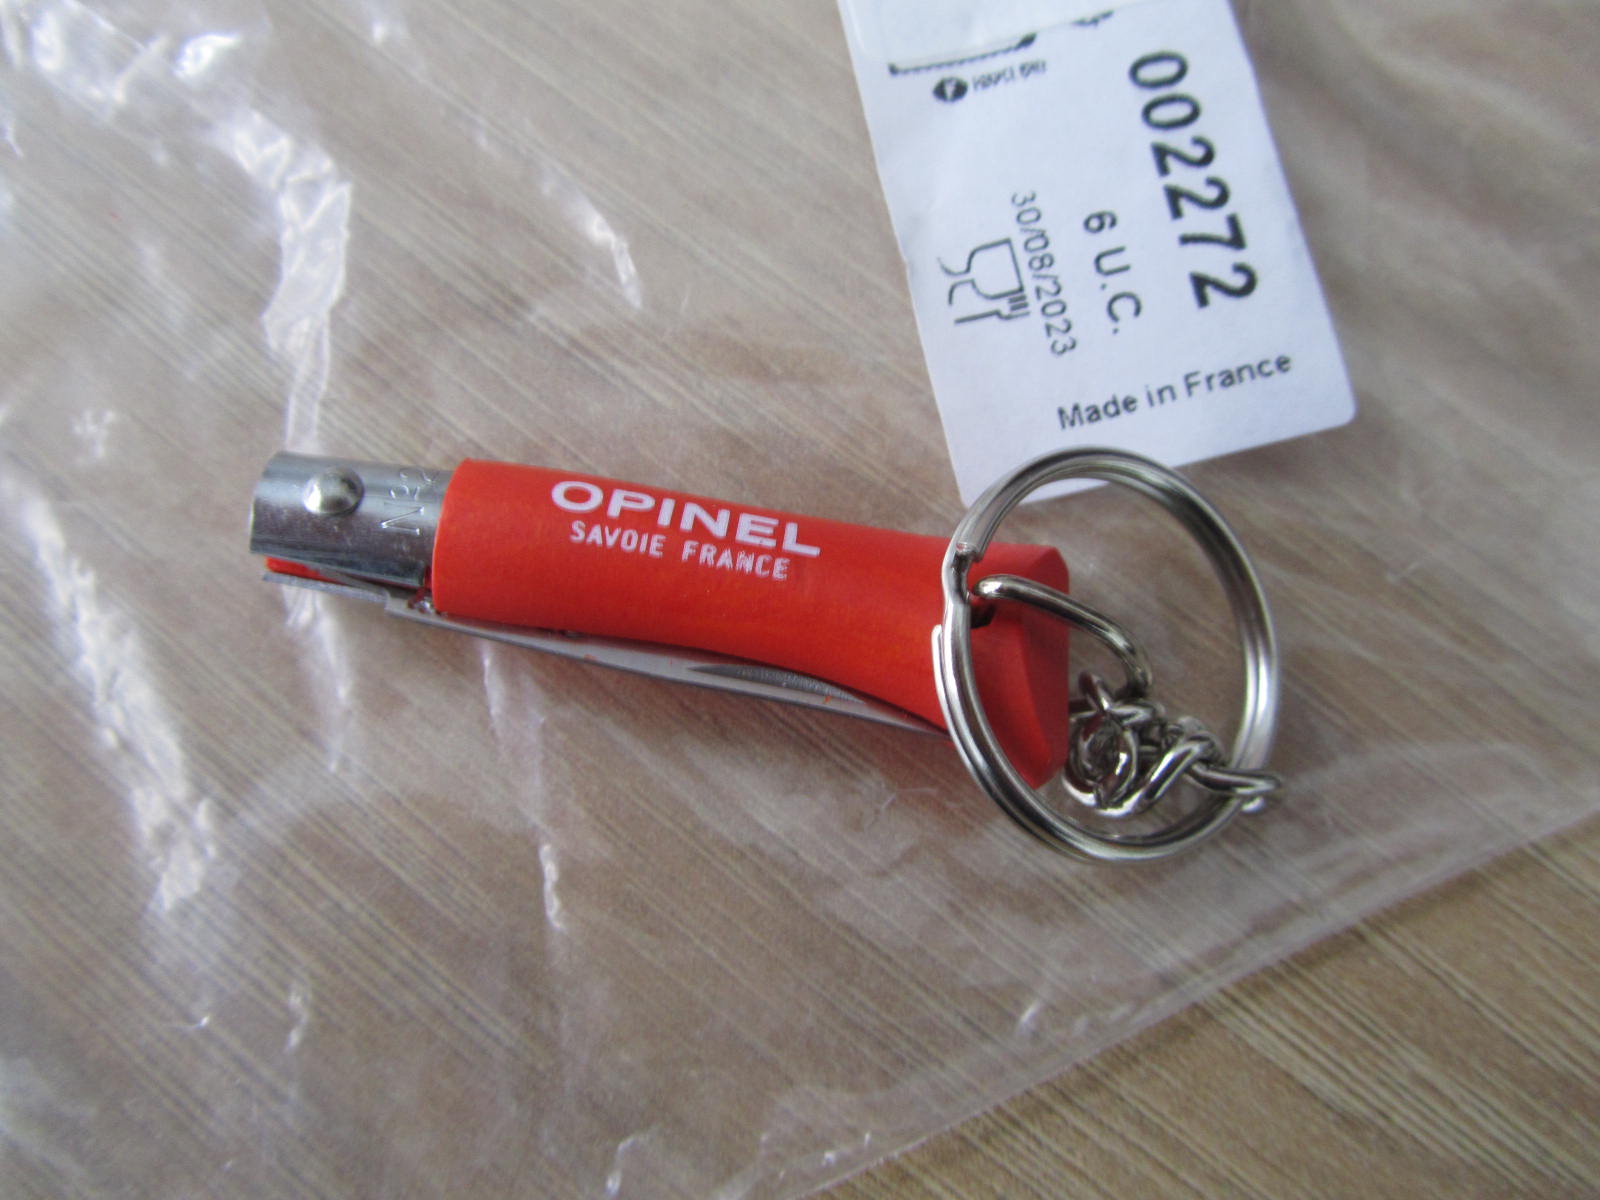 OPINEL
SAVOIE FRANCE
002272
6 U.C.
30/08/2023
Made in France